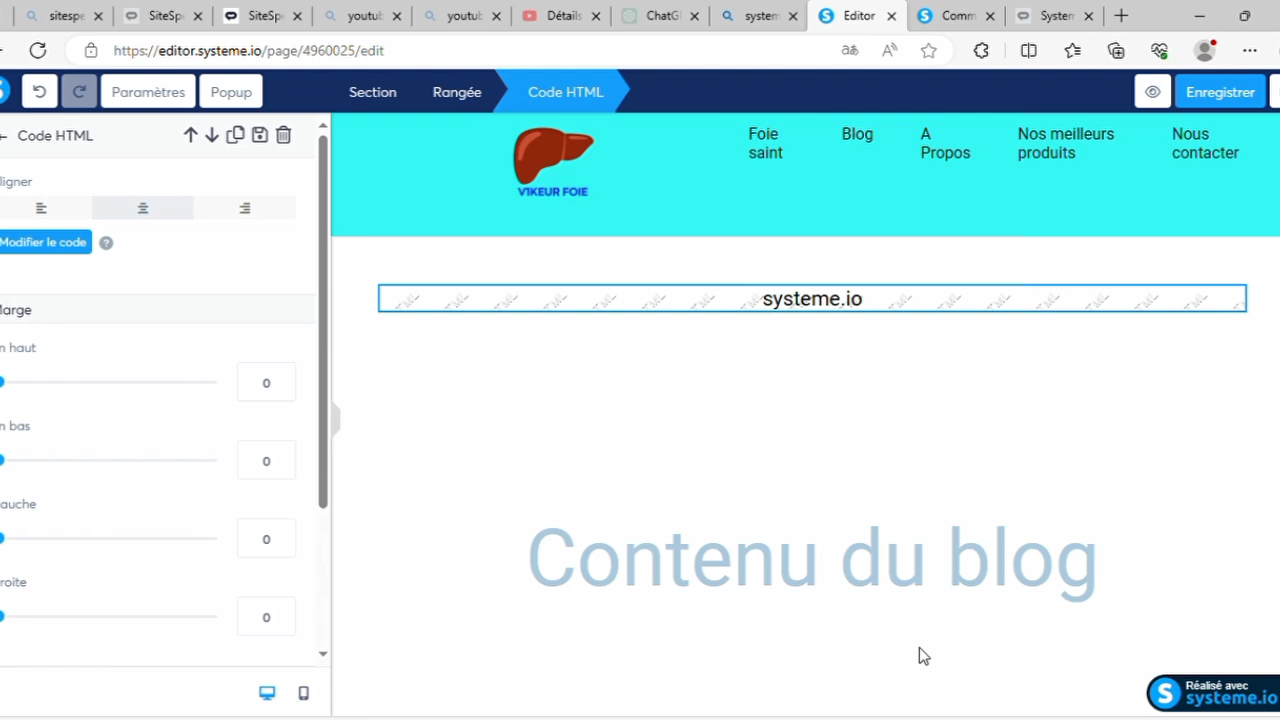 sitespe
SiteSp
SiteSp
youtub
youtub
Détails
ChatG
system
Editor
Comm
System
https://editor.systeme.io/page/4960025/edit
Paramètres
Popup
Section
Rangée
Code HTML
Enregistrer
Code HTML
ligner
Modifier le code
?
Marge
n haut
0
n bas
0
auche
0
roite
0
V1KEUR FOIE
Foie
saint
Blog
A
Propos
Nos meilleurs
produits
Nous
contacter
systeme.io
Contenu du blog
Réalisé avec
systeme.io